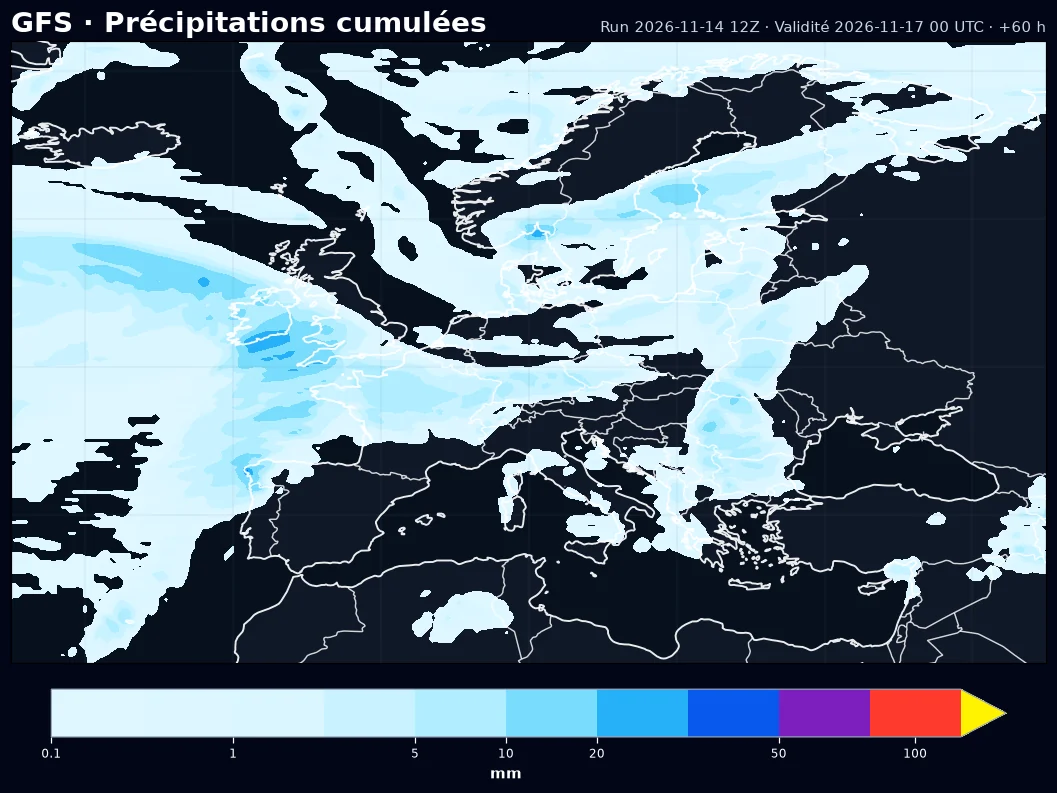 GFS · Précipitations cumulées
Run 2026-11-14 12Z · Validité 2026-11-17 00 UTC · +60 h
0.1 1 5 10 20 50 100
mm